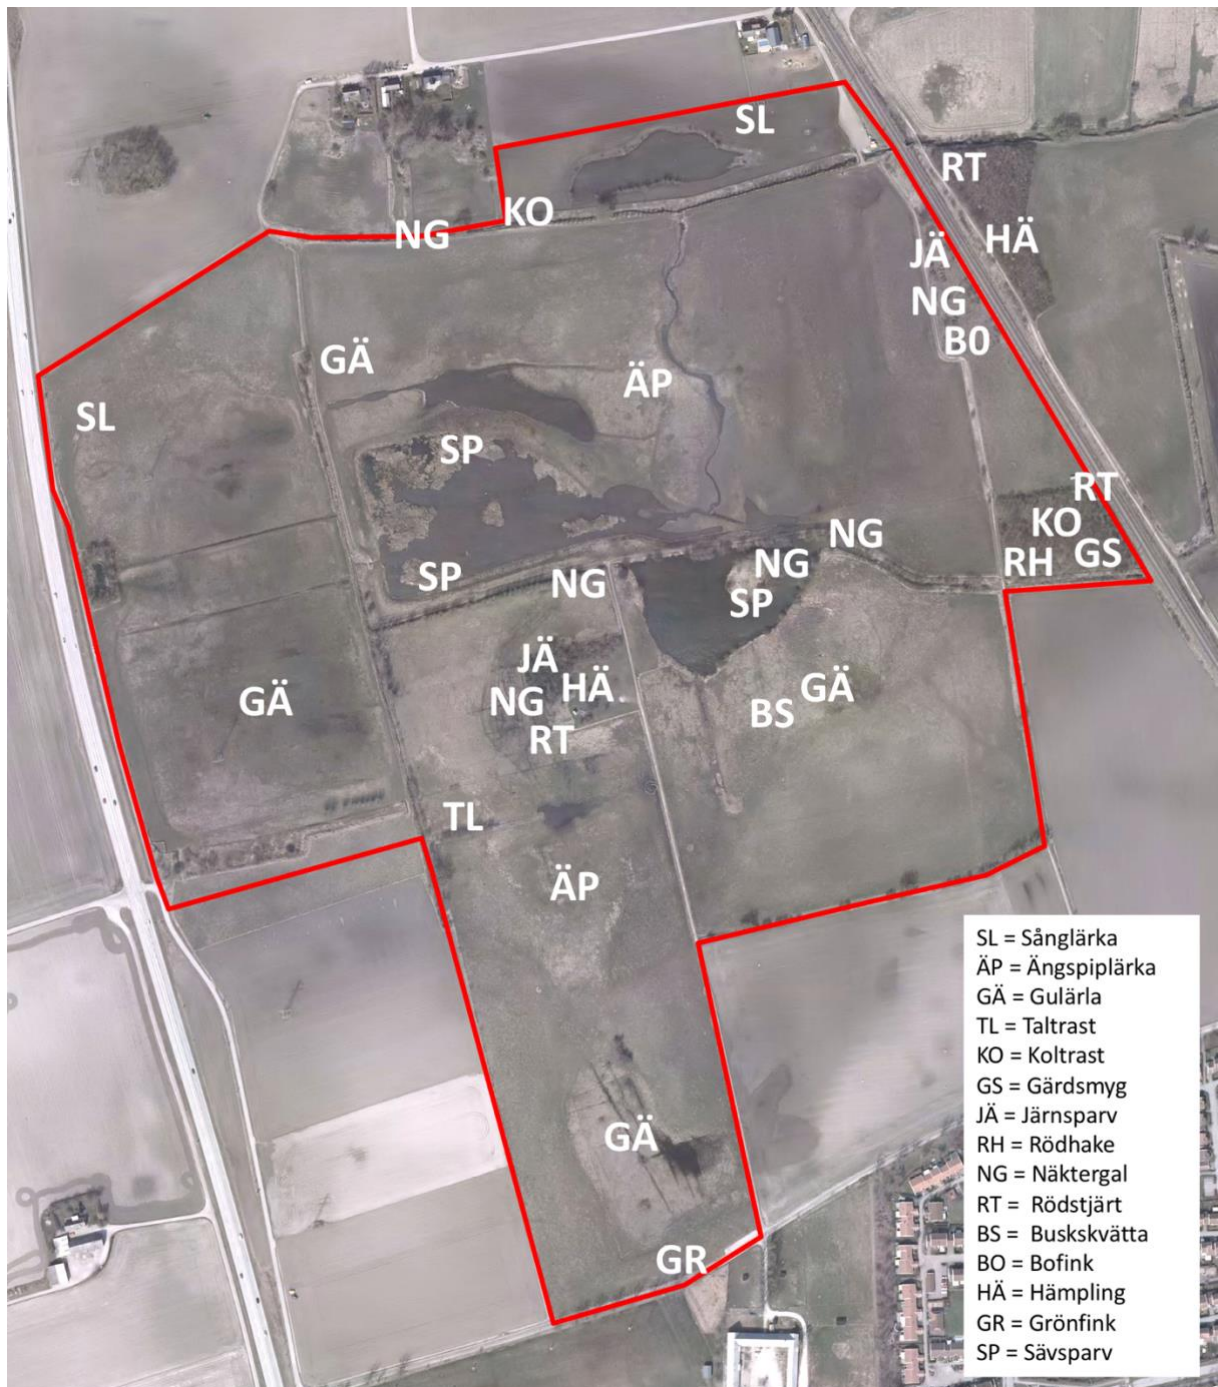 SL
RT
KO
NG
HÄ
JÄ
NG
B0
GÄ
ÄP
SL
SP
RT
KO
NG
GS
RH
NG
SP
NG
SP
JÄ
HÄ
GÄ
NG
GÄ
BS
RT
TL
ÄP
GÄ
GR
SL = Sånglärka
ÄP = Ängspiplärka
GÄ = Gulärla
TL = Taltrast
KO = Koltrast
GS = Gärdsmyg
JÄ = Järnsparv
RH = Rödhake
NG = Näktergal
RT = Rödstjärt
BS = Buskskvätta
BO = Bofink
HÄ = Hämpling
GR = Grönfink
SP = Sävsparv